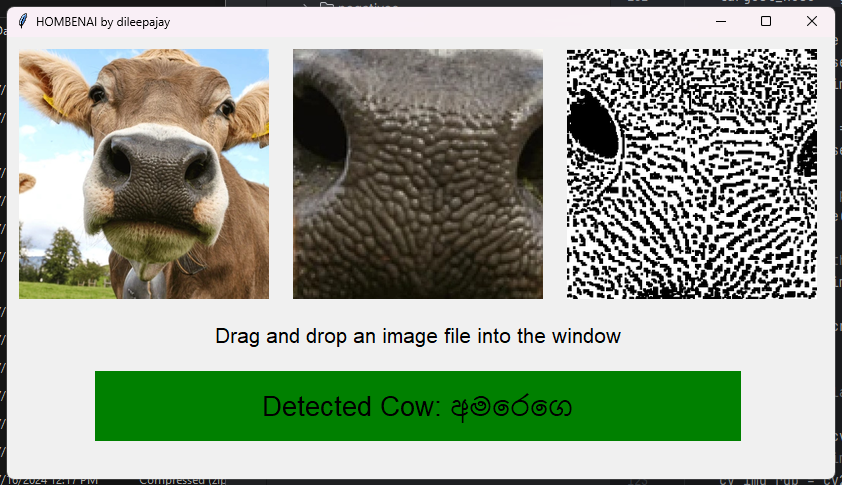 HOMBENAI by dileepajay
Drag and drop an image file into the window
Detected Cow: අමරෙගෙ